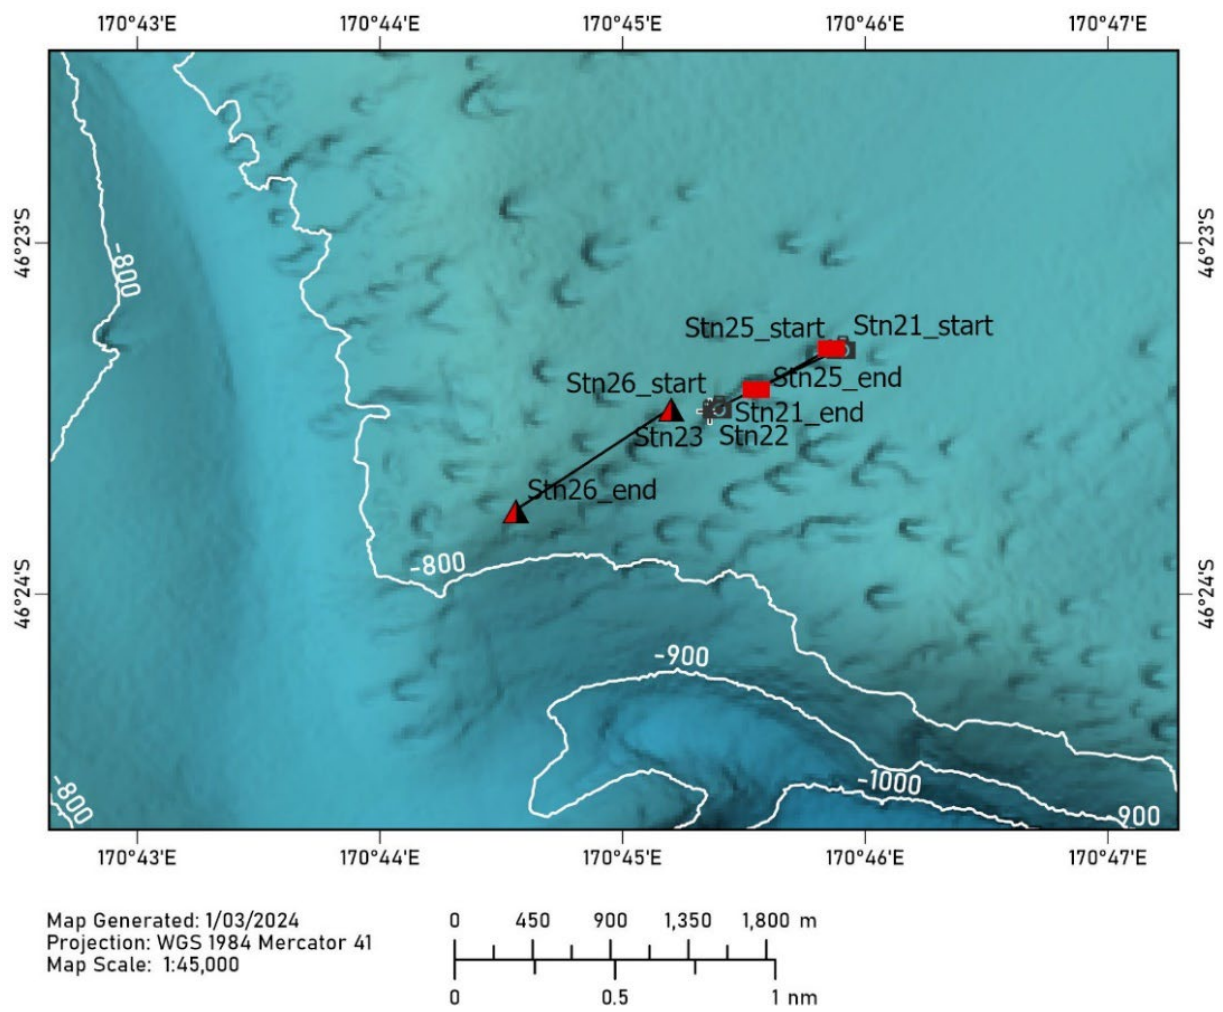 170°43'E 170°44'E 170°45'E 170°46'E 170°47'E
46°23'S 46°23'S
-800
Stn25_start Stn21_start
Stn26_start Stn25_end
Stn21_end
Stn23 Stn22
Stn26_end
-800
46°24'S 46°24'S
-900
-1000
-800
900
170°43'E 170°44'E 170°45'E 170°46'E 170°47'E
Map Generated: 1/03/2024
Projection: WGS 1984 Mercator 41
Map Scale: 1:45,000
0 450 900 1,350 1,800 m
0 0.5 1 nm